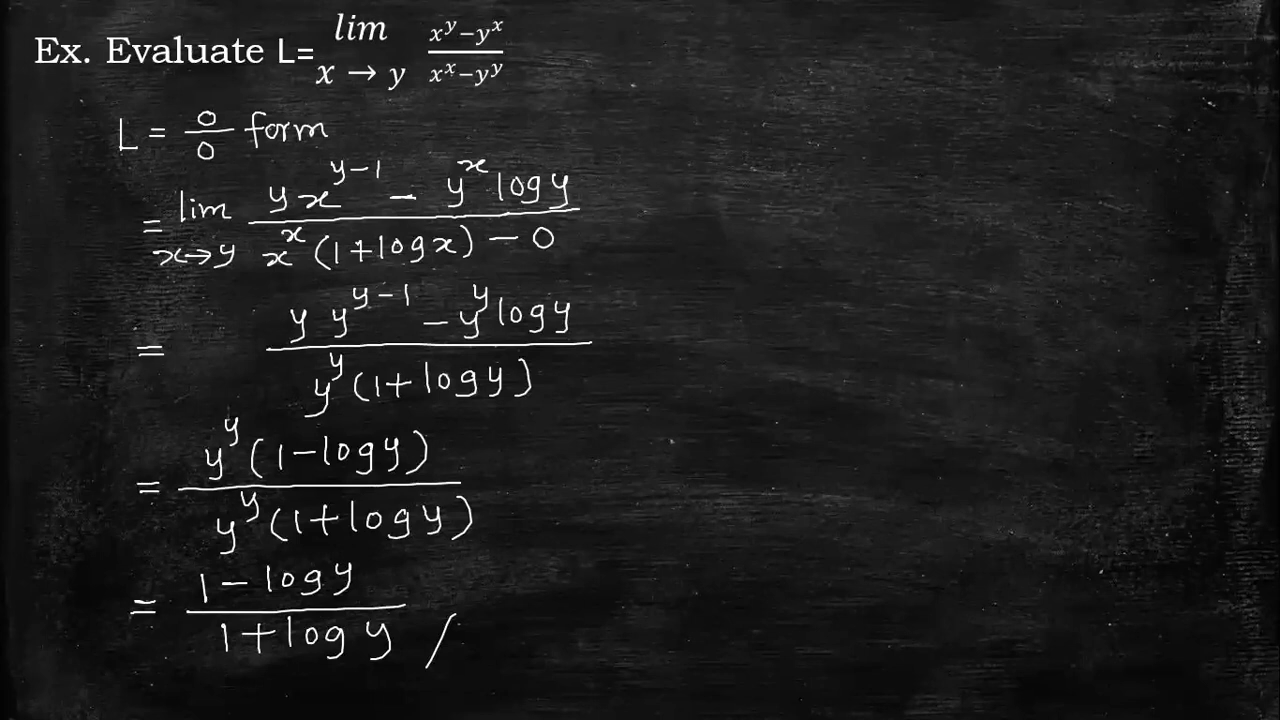 Ex. Evaluate L= lim x → y (x^y − y^x)/(x^x − y^y)
L = 0/0 form
= lim x→y (y x^(y−1) − y^x log y)/(x^x (1+log x) − 0)
= (y y^(y−1) − y^y log y)/(y^y (1+log y))
= (y^y (1−log y))/(y^y (1+log y))
= (1 − log y)/(1 + log y) /